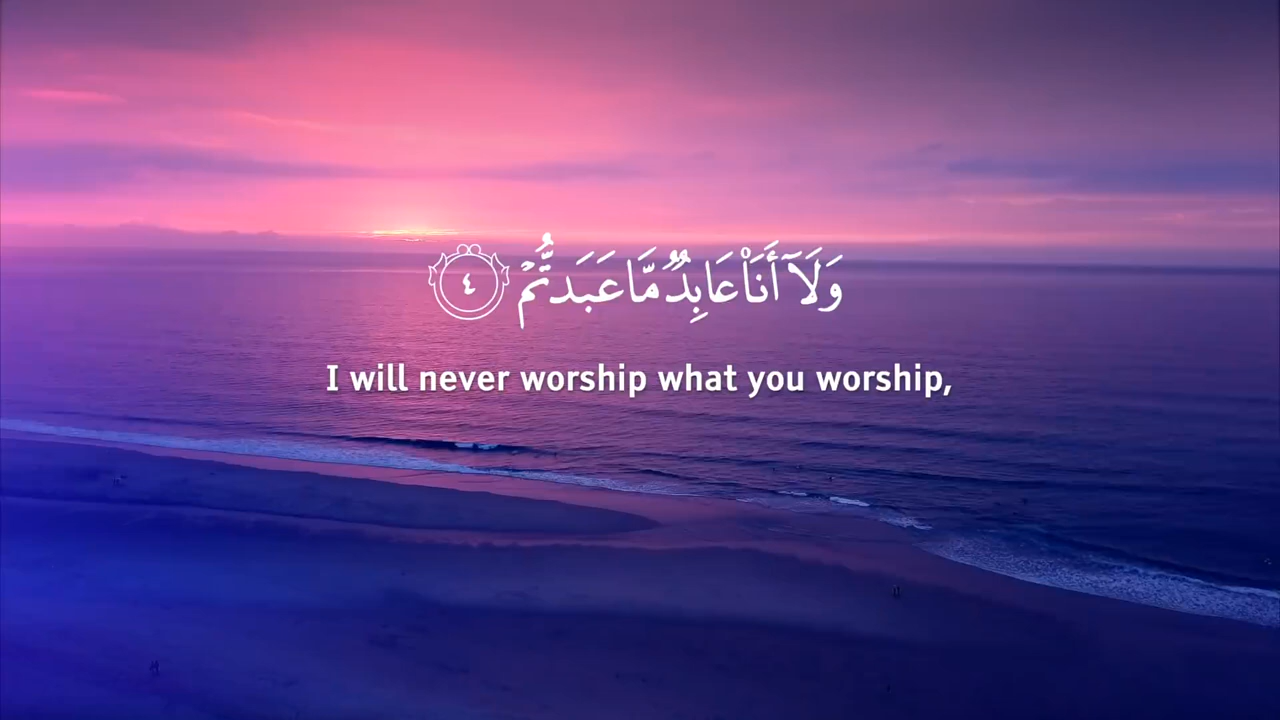 وَلَآ أَنَا۠ عَابِدٌ مَّا عَبَدتُّمْ ٤
I will never worship what you worship,